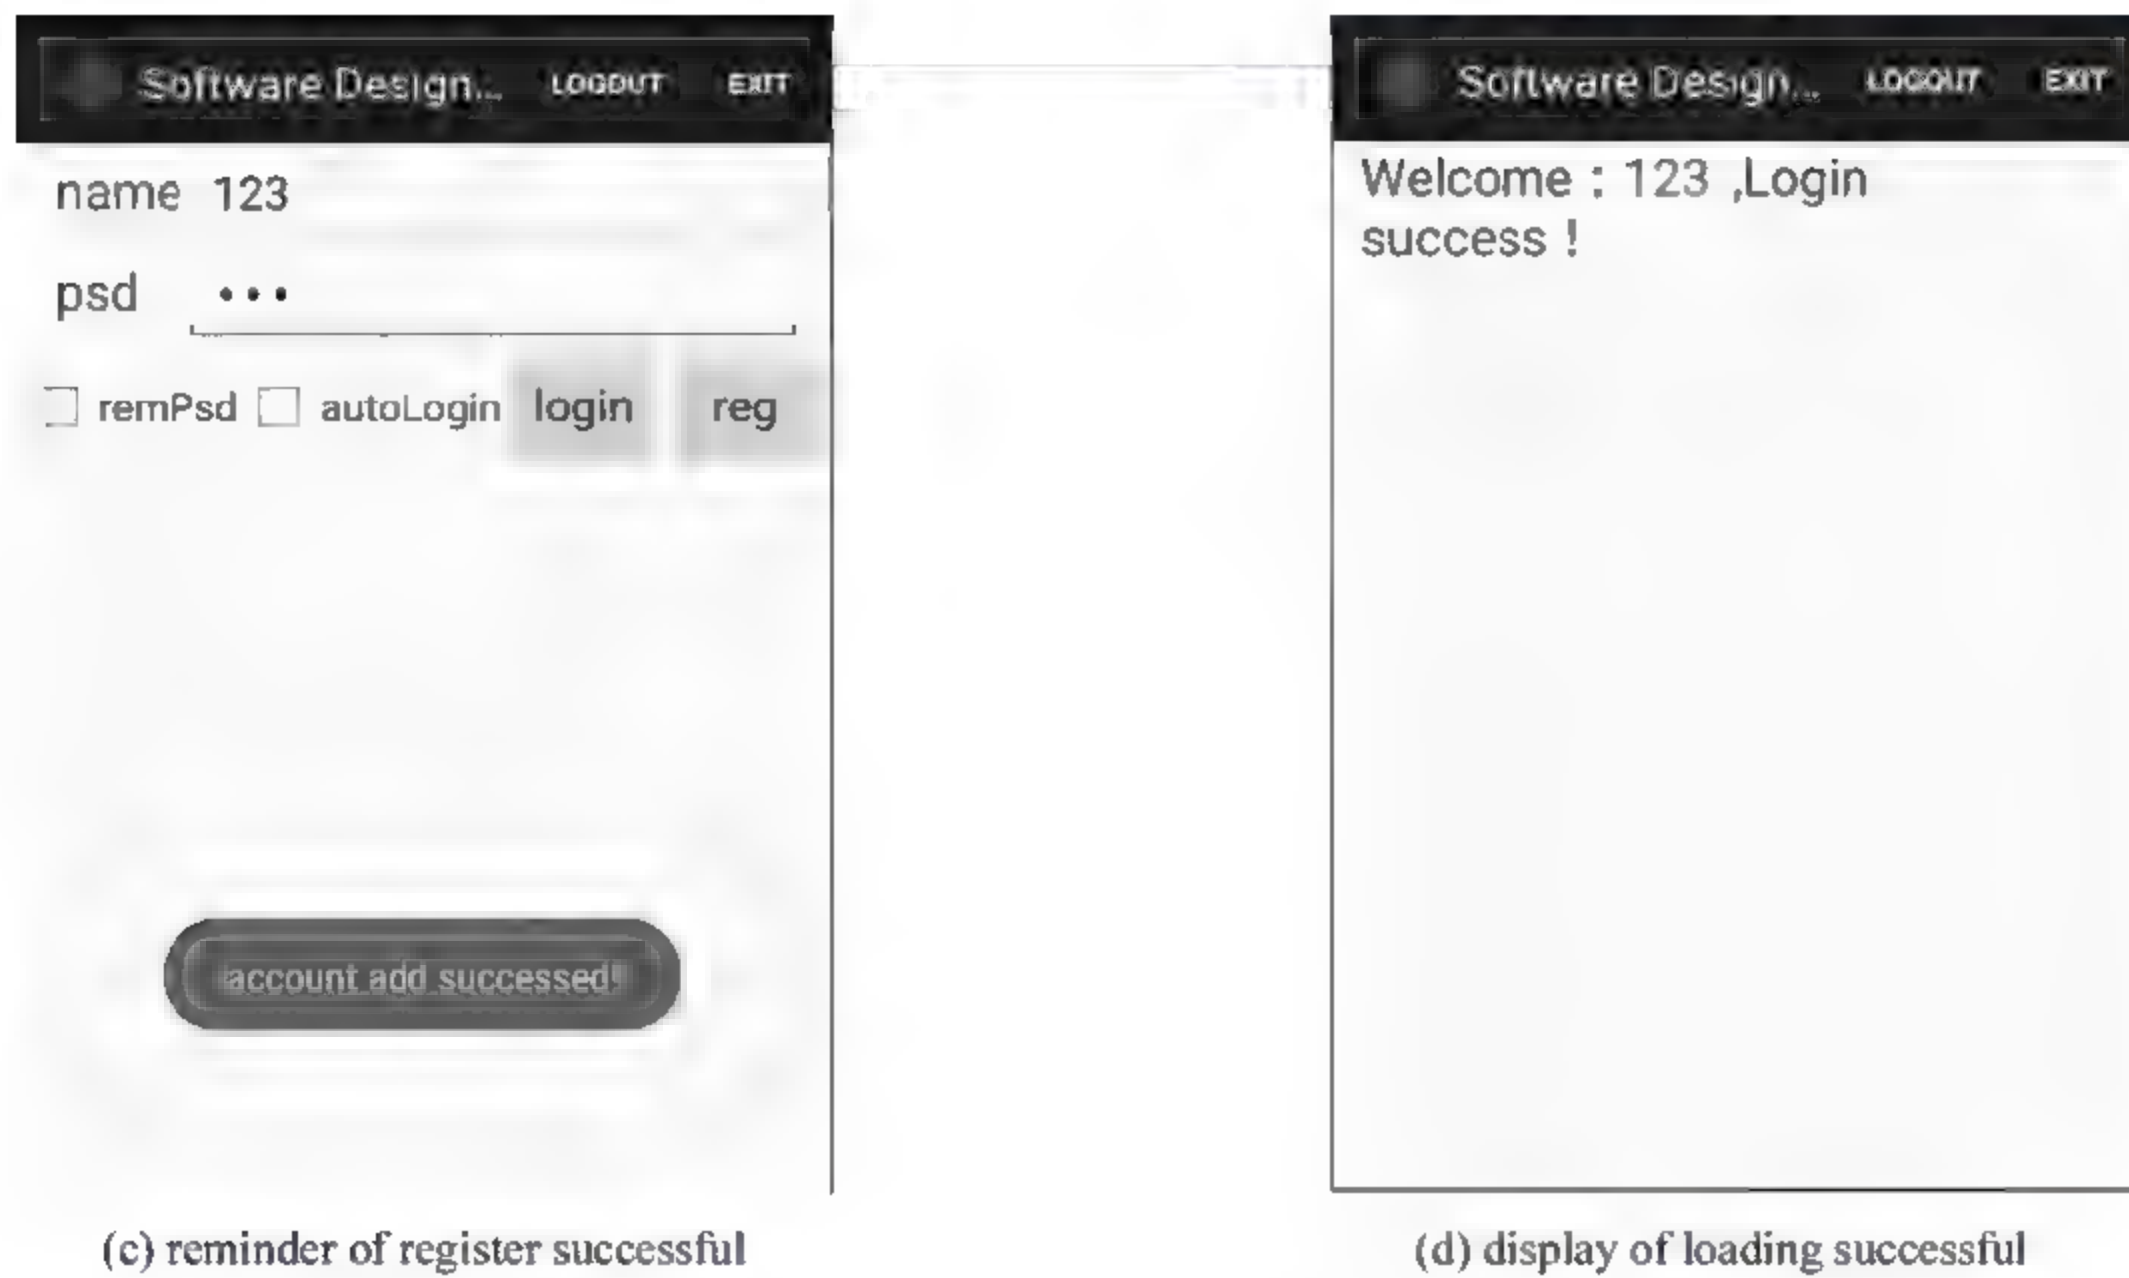 Software Design... LOGOUT EXIT
name 123
psd •••
remPsd autoLogin login reg
account add successed!
(c) reminder of register successful
Software Design... LOGOUT EXIT
Welcome : 123 ,Login
success !
(d) display of loading successful